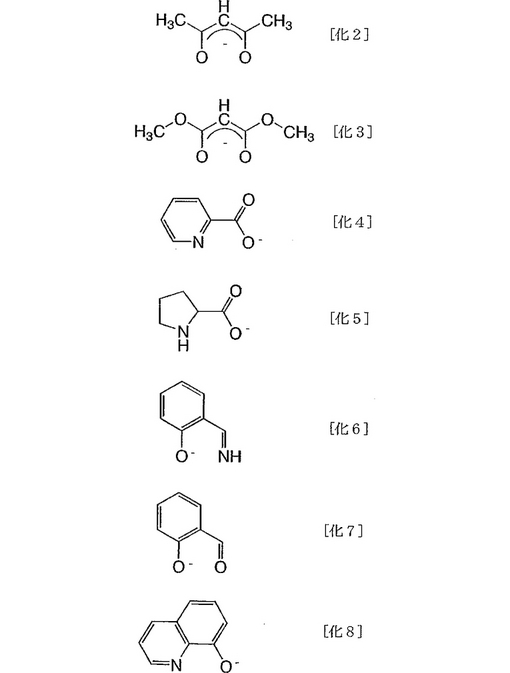 H
H₃C C CH₃ [化2]
O - O
H
O C O
H₃C CH₃ [化3]
O - O
O
N O⁻ [化4]
O
N O⁻ [化5]
H
O⁻ NH [化6]
O⁻ O [化7]
N O⁻ [化8]